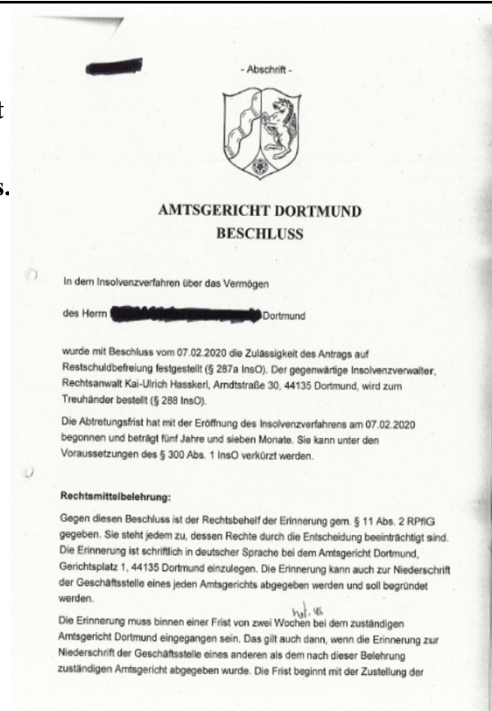 t
s.
- Abschrift -
AMTSGERICHT DORTMUND
BESCHLUSS
In dem Insolvenzverfahren über das Vermögen
des Herrn Dortmund
wurde mit Beschluss vom 07.02.2020 die Zulässigkeit des Antrags auf
Restschuldbefreiung festgestellt (§ 287a InsO). Der gegenwärtige Insolvenzverwalter,
Rechtsanwalt Kai-Ulrich Hasskerl, Arndtstraße 30, 44135 Dortmund, wird zum
Treuhänder bestellt (§ 288 InsO).
Die Abtretungsfrist hat mit der Eröffnung des Insolvenzverfahrens am 07.02.2020
begonnen und beträgt fünf Jahre und sieben Monate. Sie kann unter den
Voraussetzungen des § 300 Abs. 1 InsO verkürzt werden.
Rechtsmittelbelehrung:
Gegen diesen Beschluss ist der Rechtsbehelf der Erinnerung gem. § 11 Abs. 2 RPflG
gegeben. Sie steht jedem zu, dessen Rechte durch die Entscheidung beeinträchtigt sind.
Die Erinnerung ist schriftlich in deutscher Sprache bei dem Amtsgericht Dortmund,
Gerichtsplatz 1, 44135 Dortmund einzulegen. Die Erinnerung kann auch zur Niederschrift
der Geschäftsstelle eines jeden Amtsgerichts abgegeben werden und soll begründet
werden.
Die Erinnerung muss binnen einer Frist von zwei Wochen bei dem zuständigen
Amtsgericht Dortmund eingegangen sein. Das gilt auch dann, wenn die Erinnerung zur
Niederschrift der Geschäftsstelle eines anderen als dem nach dieser Belehrung
zuständigen Amtsgericht abgegeben wurde. Die Frist beginnt mit der Zustellung der